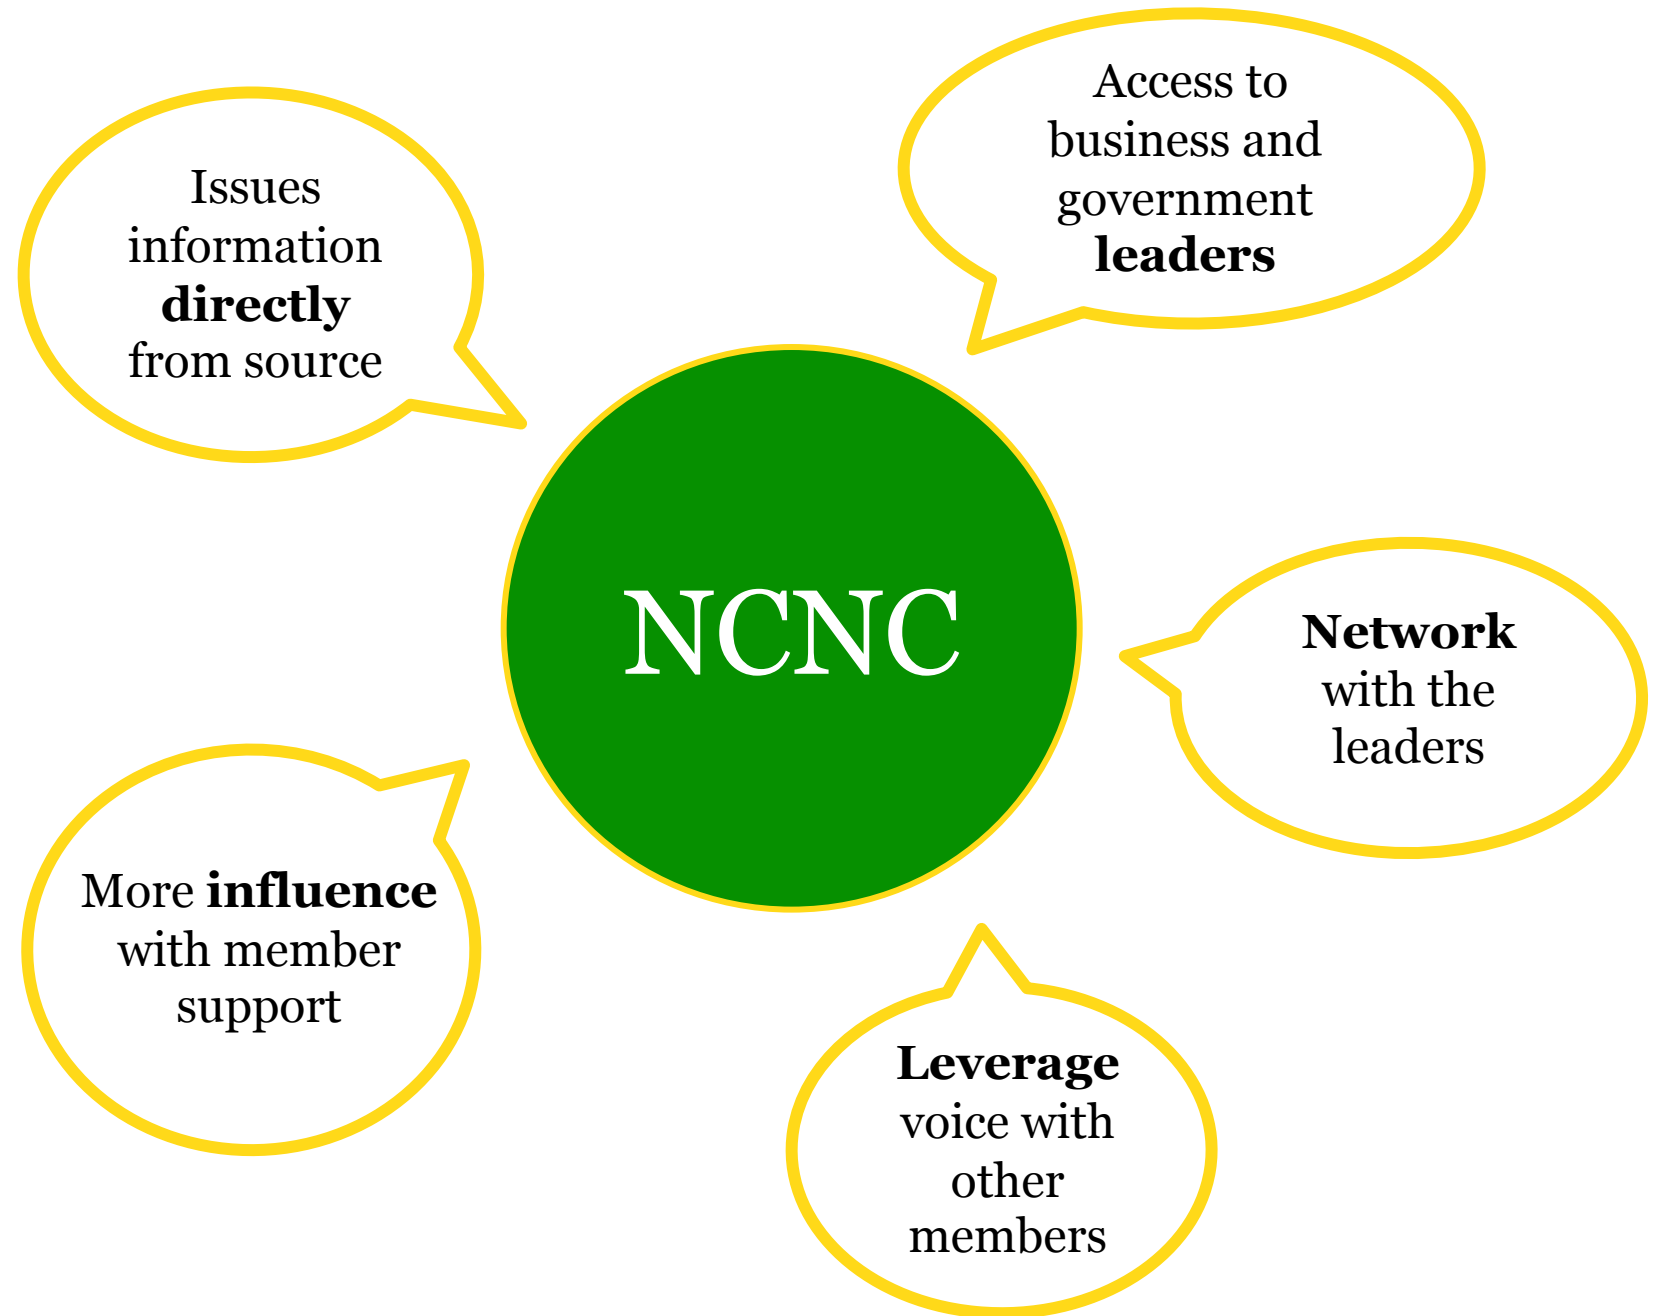 Access to
business and
government
leaders
Issues
information
directly
from source
NCNC
Network
with the
leaders
More influence
with member
support
Leverage
voice with
other
members